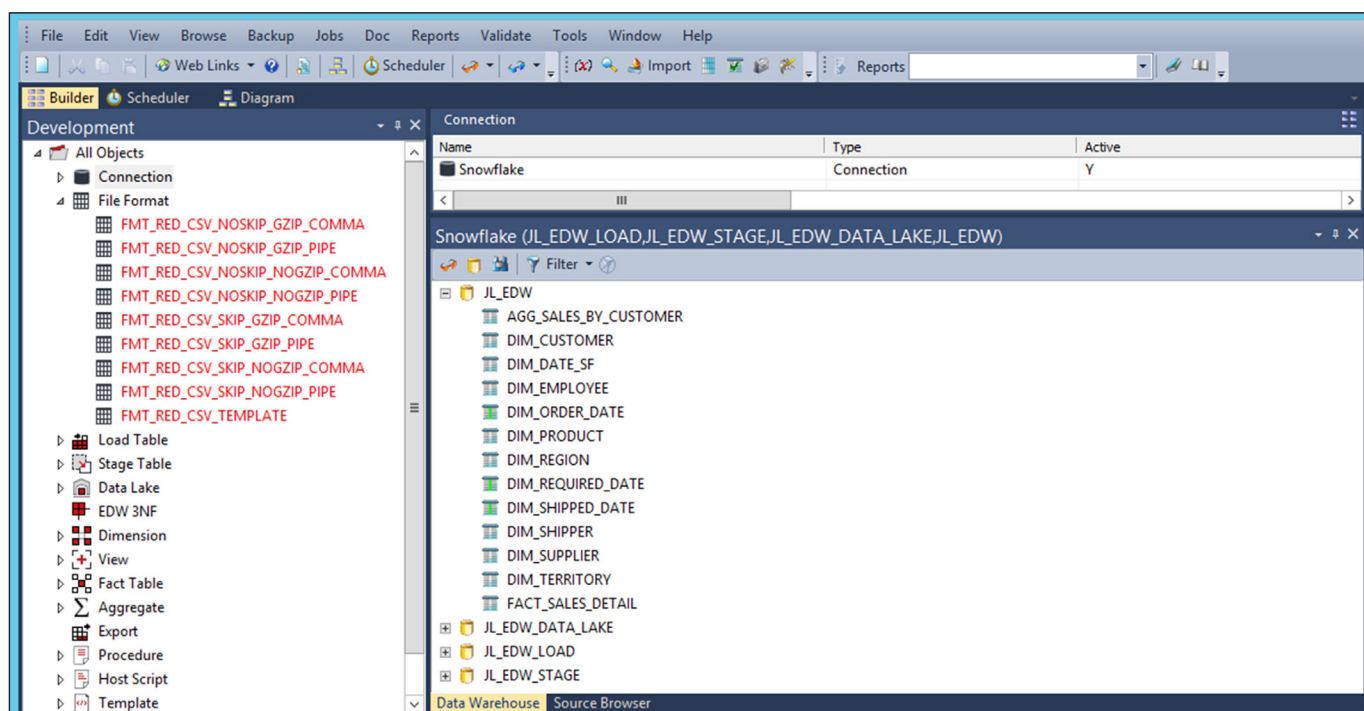 File Edit View Browse Backup Jobs Doc Reports Validate Tools Window Help
Web Links Scheduler (x) Import Reports
Builder Scheduler Diagram
Development
All Objects
Connection
File Format
FMT_RED_CSV_NOSKIP_GZIP_COMMA
FMT_RED_CSV_NOSKIP_GZIP_PIPE
FMT_RED_CSV_NOSKIP_NOGZIP_COMMA
FMT_RED_CSV_NOSKIP_NOGZIP_PIPE
FMT_RED_CSV_SKIP_GZIP_COMMA
FMT_RED_CSV_SKIP_GZIP_PIPE
FMT_RED_CSV_SKIP_NOGZIP_COMMA
FMT_RED_CSV_SKIP_NOGZIP_PIPE
FMT_RED_CSV_TEMPLATE
Load Table
Stage Table
Data Lake
EDW 3NF
Dimension
View
Fact Table
Aggregate
Export
Procedure
Host Script
Template
Connection
Name Type Active
Snowflake Connection Y
Snowflake (JL_EDW_LOAD,JL_EDW_STAGE,JL_EDW_DATA_LAKE,JL_EDW)
Filter
JL_EDW
AGG_SALES_BY_CUSTOMER
DIM_CUSTOMER
DIM_DATE_SF
DIM_EMPLOYEE
DIM_ORDER_DATE
DIM_PRODUCT
DIM_REGION
DIM_REQUIRED_DATE
DIM_SHIPPED_DATE
DIM_SHIPPER
DIM_SUPPLIER
DIM_TERRITORY
FACT_SALES_DETAIL
JL_EDW_DATA_LAKE
JL_EDW_LOAD
JL_EDW_STAGE
Data Warehouse Source Browser